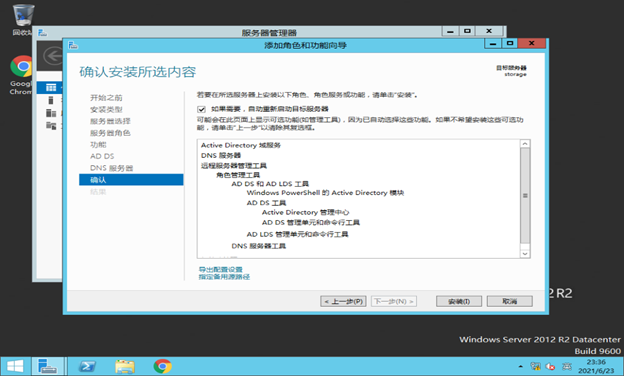 回收站
Google
Chrom
服务器管理器
添加角色和功能向导
确认安装所选内容
目标服务器
storage
开始之前
安装类型
服务器选择
服务器角色
功能
AD DS
DNS 服务器
确认
结果
若要在所选服务器上安装以下角色、角色服务或功能，请单击“安装”。
如果需要，自动重新启动目标服务器
可能会在此页面上显示可选功能(如管理工具)，因为已自动选择这些功能。如果不希望安装这些可选功
能，请单击“上一步”以清除其复选框。
Active Directory 域服务
DNS 服务器
远程服务器管理工具
角色管理工具
AD DS 和 AD LDS 工具
Windows PowerShell 的 Active Directory 模块
AD DS 工具
Active Directory 管理中心
AD DS 管理单元和命令行工具
AD LDS 管理单元和命令行工具
DNS 服务器工具
导出配置设置
指定备用源路径
< 上一步(P)
下一步(N) >
安装(I)
取消
2 R2
Windows Server 2012 R2 Datacenter
Build 9600
23:36
2021/6/23